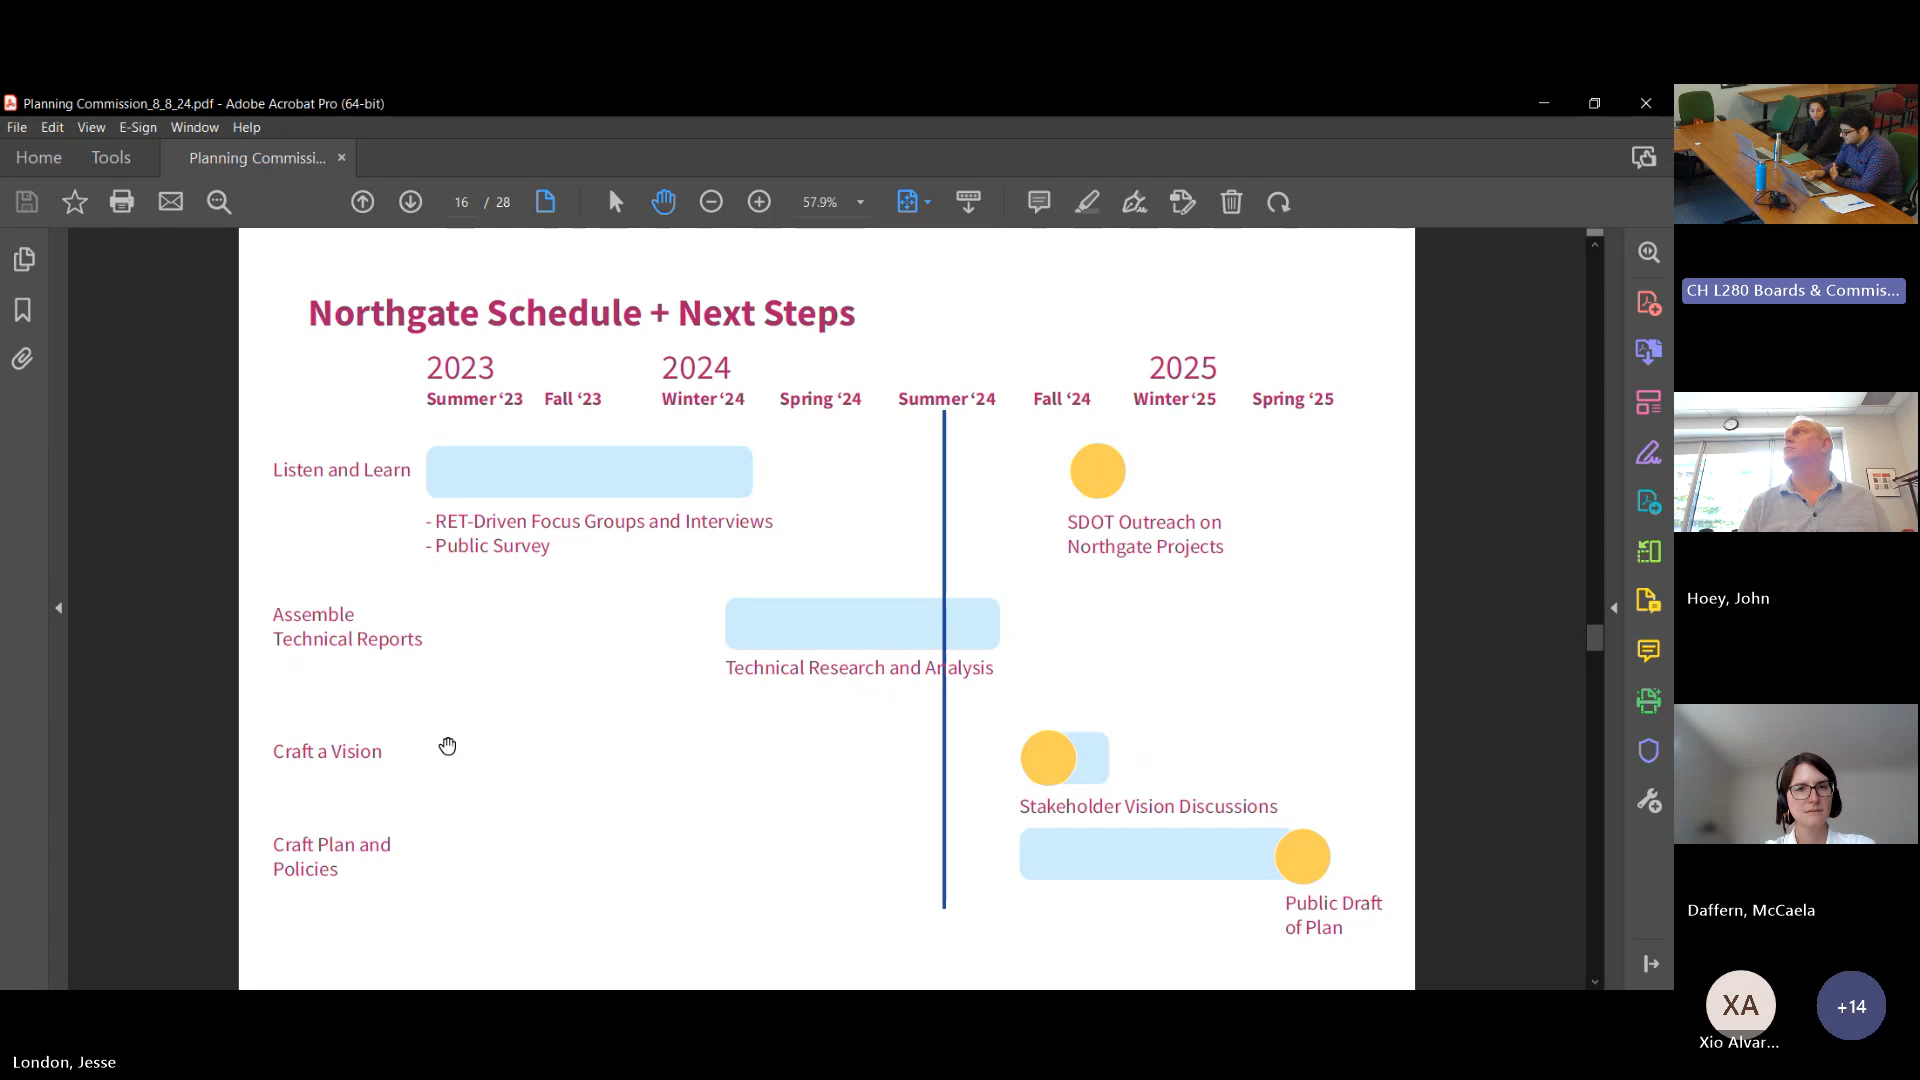 Planning Commission_8_8_24.pdf - Adobe Acrobat Pro (64-bit)
File Edit View E-Sign Window Help
Home Tools Planning Commissi... ×
16 / 28 57.9%
Northgate Schedule + Next Steps
2023 2024 2025
Summer ‘23 Fall ‘23 Winter ‘24 Spring ‘24 Summer ‘24 Fall ‘24 Winter ‘25 Spring ‘25
Listen and Learn
- RET-Driven Focus Groups and Interviews
- Public Survey
SDOT Outreach on
Northgate Projects
Assemble
Technical Reports
Technical Research and Analysis
Craft a Vision
Stakeholder Vision Discussions
Craft Plan and
Policies
Public Draft
of Plan
CH L280 Boards & Commis...
Hoey, John
Daffern, McCaela
XA
+14
Xio Alvar...
London, Jesse